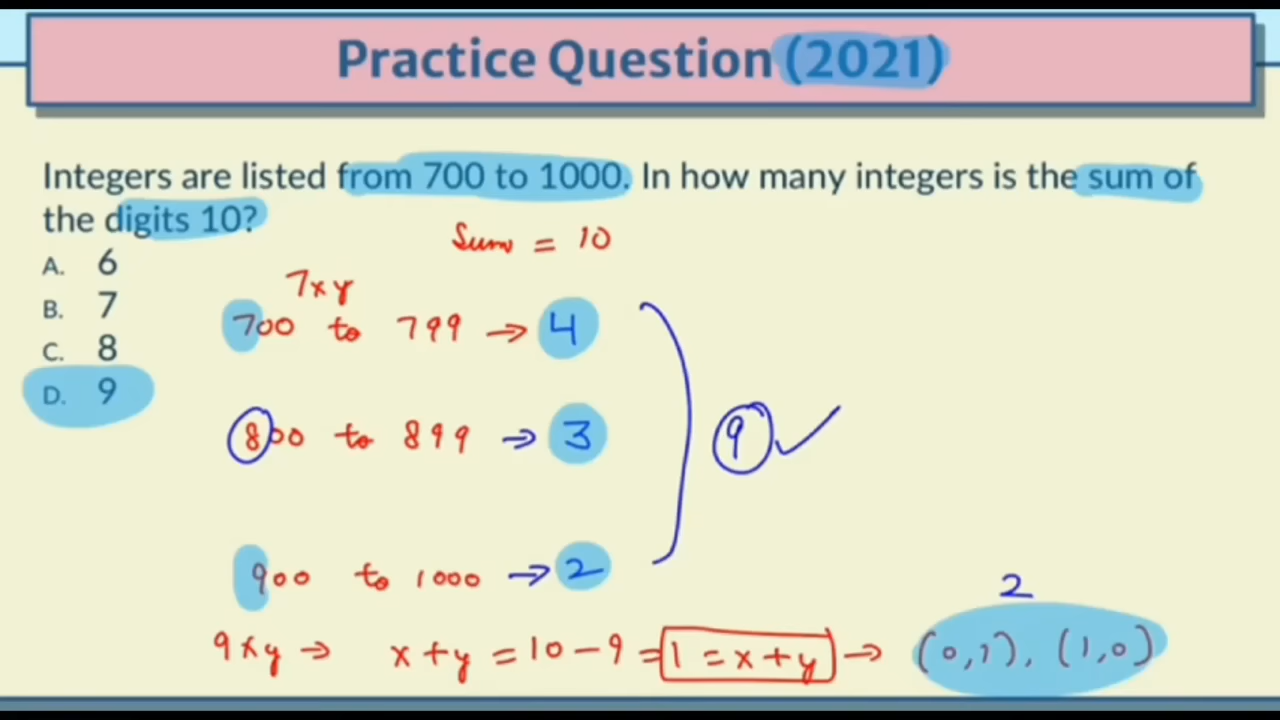 Practice Question (2021)
Integers are listed from 700 to 1000. In how many integers is the sum of
the digits 10?
Sum = 10
A. 6
7xy
B. 7
700 to 799 → 4
C. 8
D. 9
800 to 899 → 3
9
900 to 1000 → 2
2
9xy → x + y = 10 - 9 = 1 = x + y → (0,1), (1,0)